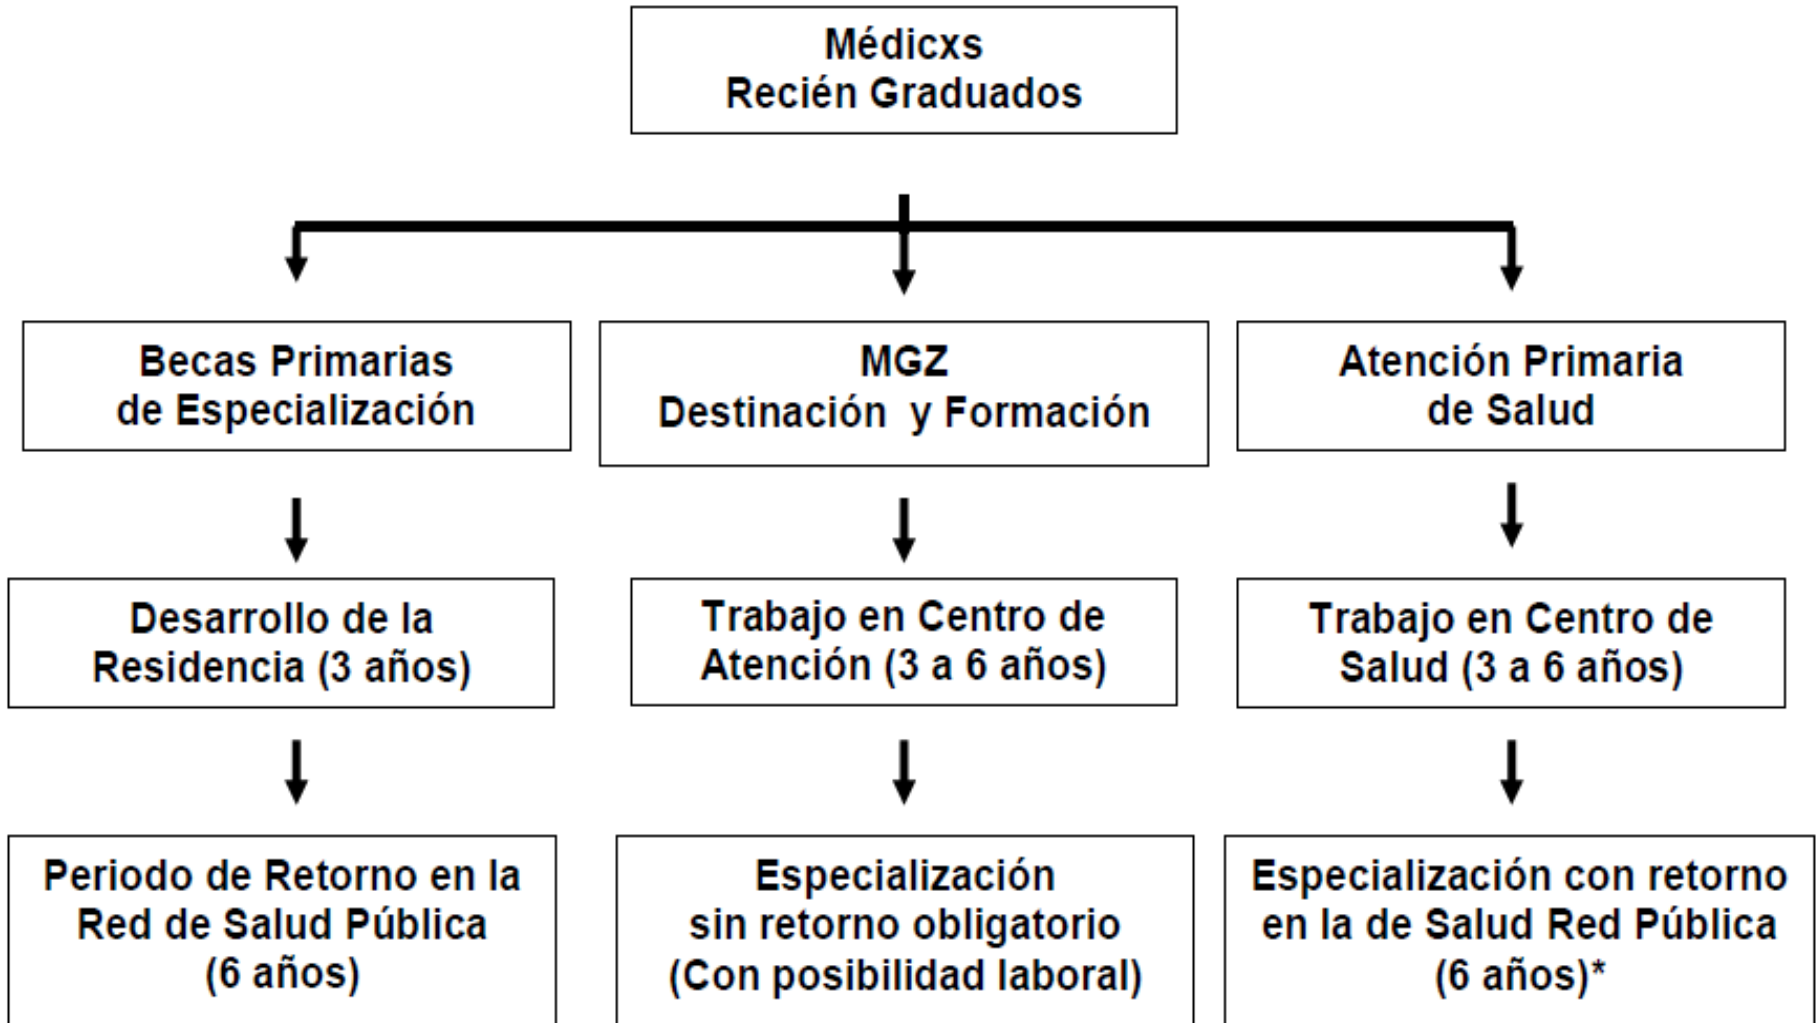 Médicxs
Recién Graduados
Becas Primarias
de Especialización
MGZ
Destinación y Formación
Atención Primaria
de Salud
Desarrollo de la
Residencia (3 años)
Trabajo en Centro de
Atención (3 a 6 años)
Trabajo en Centro de
Salud (3 a 6 años)
Periodo de Retorno en la
Red de Salud Pública
(6 años)
Especialización
sin retorno obligatorio
(Con posibilidad laboral)
Especialización con retorno
en la de Salud Red Pública
(6 años)*